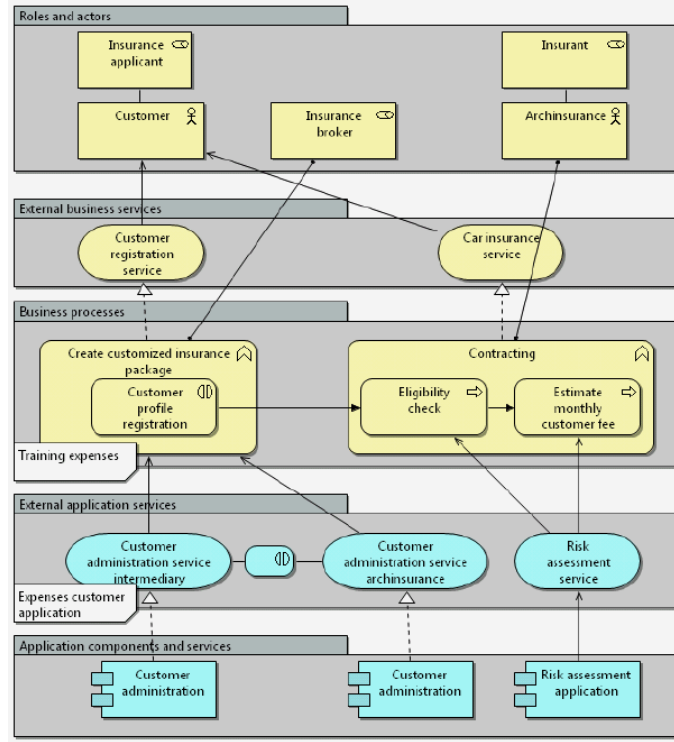 Roles and actors
Insurance
applicant
Insurant
Customer
Insurance
broker
Archinsurance
External business services
Customer
registration
service
Car insurance
service
Business processes
Create customized insurance
package
Contracting
Customer
profile
registration
Eligibility
check
Estimate
monthly
customer fee
Training expenses
External application services
Customer
administration service
intermediary
Customer
administration service
archinsurance
Risk
assessment
service
Expenses customer
application
Application components and services
Customer
administration
Customer
administration
Risk assessment
application